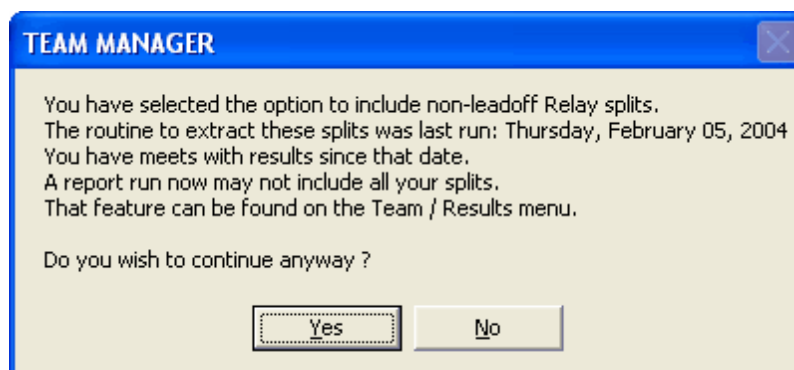 TEAM MANAGER
You have selected the option to include non-leadoff Relay splits.
The routine to extract these splits was last run: Thursday, February 05, 2004
You have meets with results since that date.
A report run now may not include all your splits.
That feature can be found on the Team / Results menu.
Do you wish to continue anyway ?
Yes No